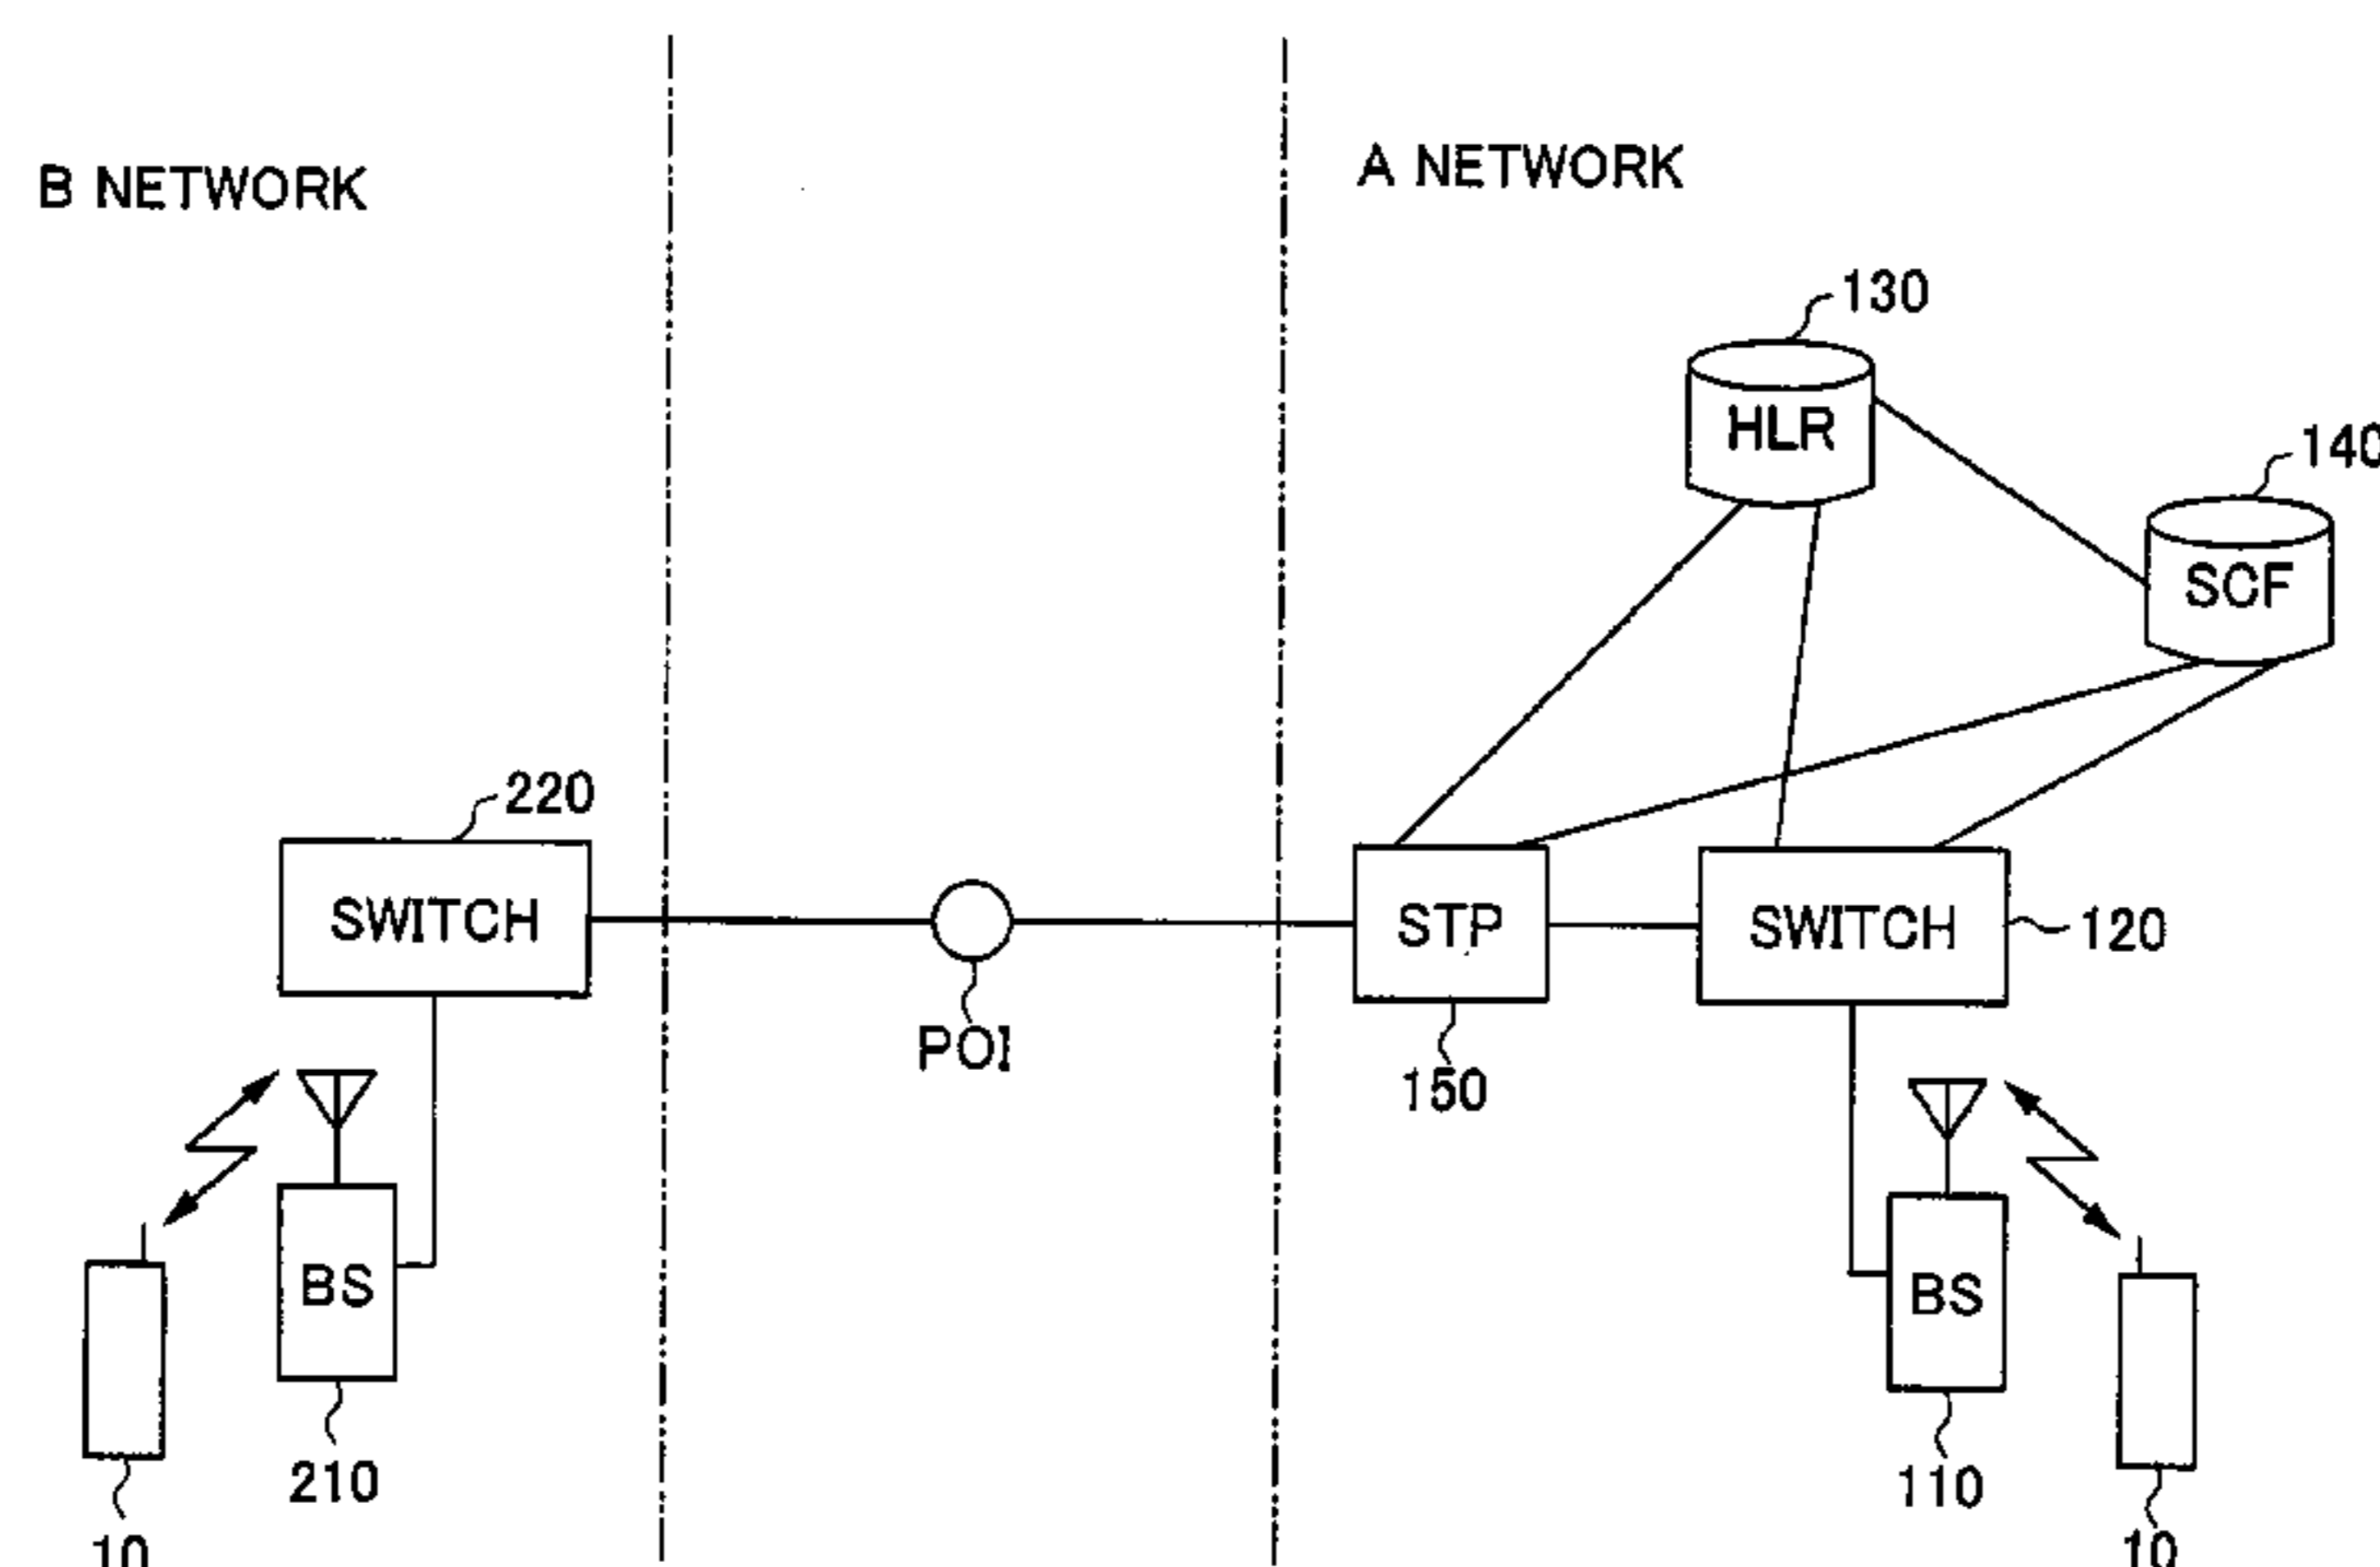 B NETWORK
A NETWORK
130
HLR
140
SCF
220
SWITCH
STP
SWITCH
120
POI
150
BS
BS
210
110
10
10